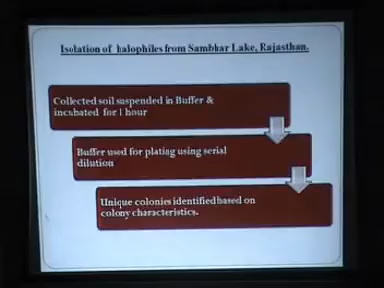 Isolation of halophiles from Sambhar Lake, Rajasthan.
Collected soil suspended in Buffer &
incubated for 1 hour
Buffer used for plating using serial
dilution
Unique colonies identified based on
colony characteristics.